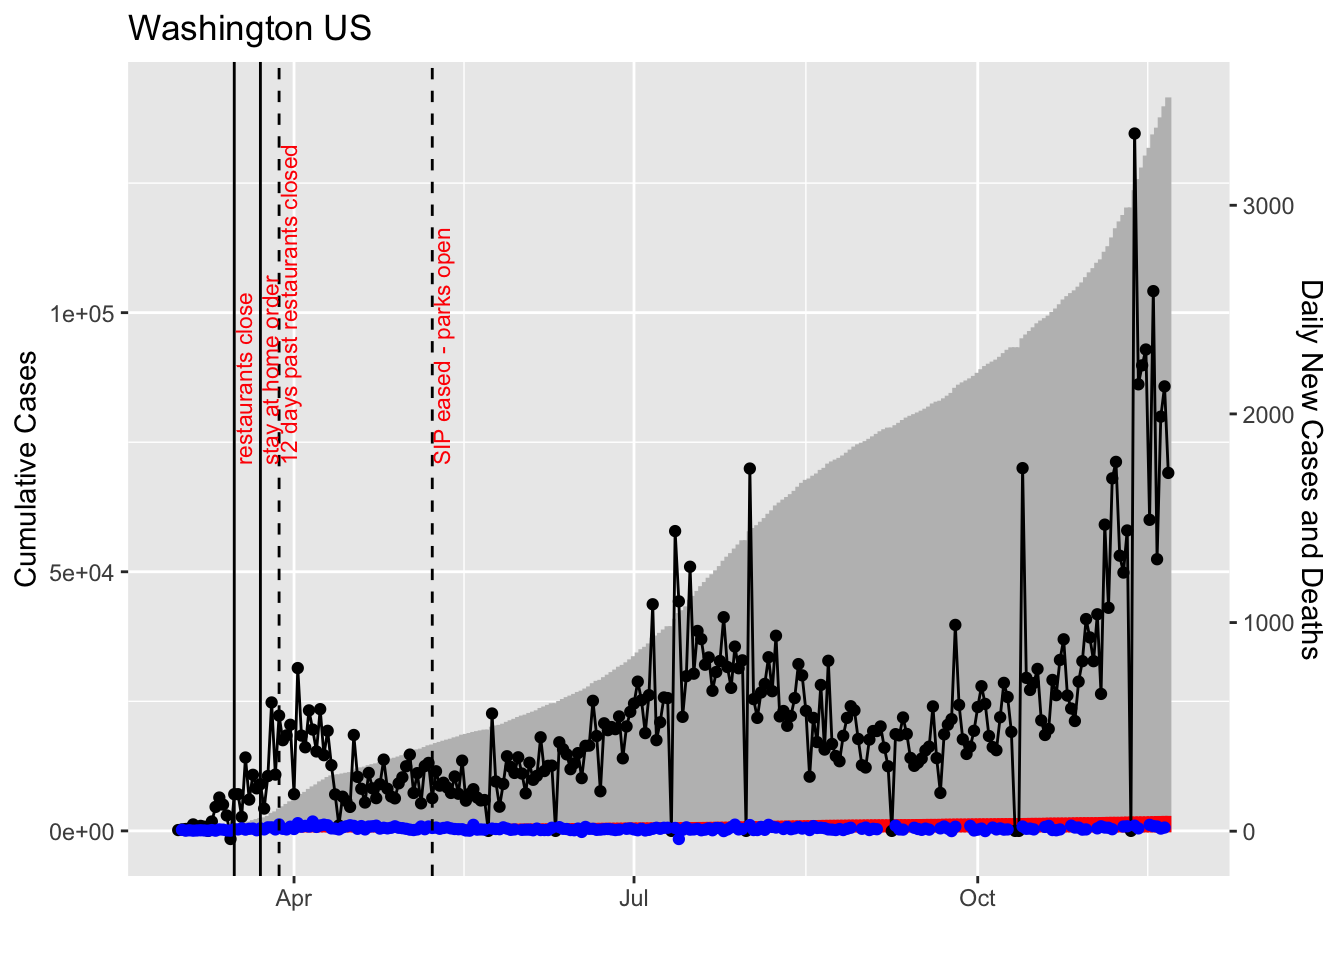 Washington US
Cumulative Cases
1e+05
5e+04
0e+00
restaurants close
stay at home order
12 days past restaurants closed
SIP eased - parks open
3000
2000
1000
0
Daily New Cases and Deaths
Apr
Jul
Oct